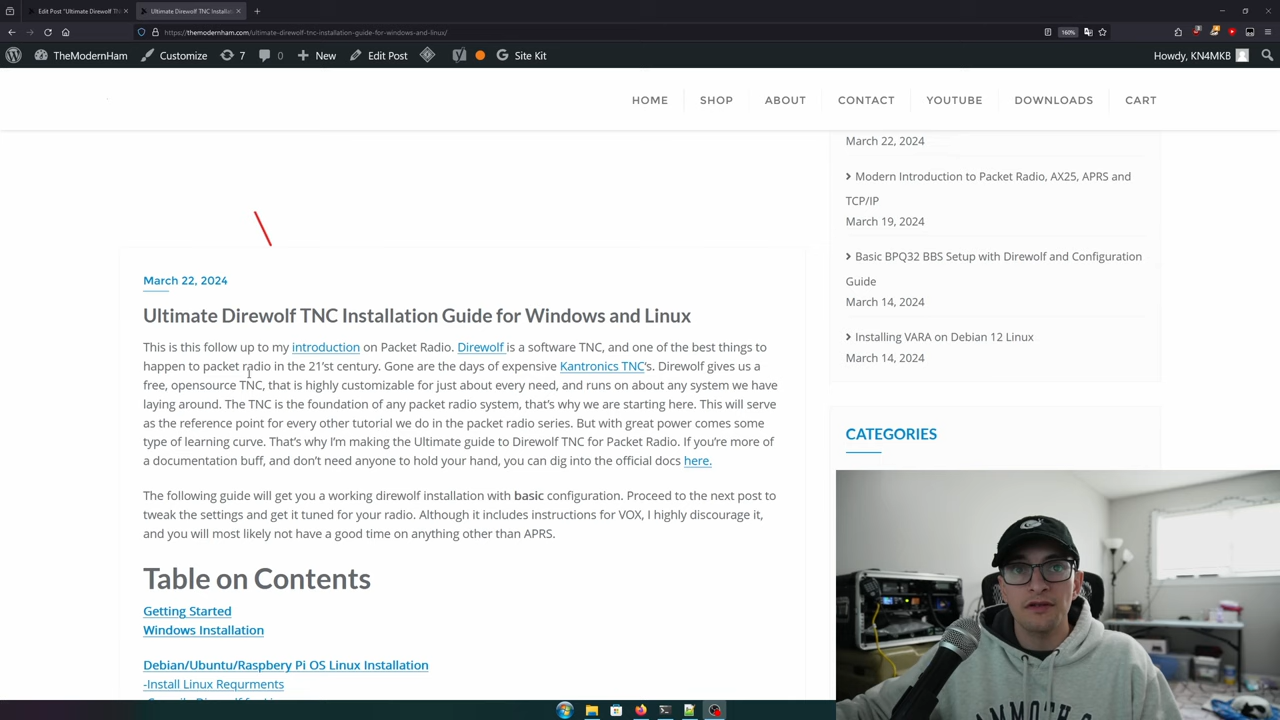 Edit Post "Ultimate Direwolf TN
Ultimate Direwolf TNC Installat
https://themodernham.com/ultimate-direwolf-tnc-installation-guide-for-windows-and-linux/
160%
TheModernHam
Customize
7
0
New
Edit Post
Site Kit
Howdy, KN4MKB
HOME
SHOP
ABOUT
CONTACT
YOUTUBE
DOWNLOADS
CART
March 22, 2024
Ultimate Direwolf TNC Installation Guide for Windows and Linux
This is this follow up to my introduction on Packet Radio. Direwolf is a software TNC, and one of the best things to
happen to packet radio in the 21'st century. Gone are the days of expensive Kantronics TNC's. Direwolf gives us a
free, opensource TNC, that is highly customizable for just about every need, and runs on about any system we have
laying around. The TNC is the foundation of any packet radio system, that's why we are starting here. This will serve
as the reference point for every other tutorial we do in the packet radio series. But with great power comes some
type of learning curve. That's why I'm making the Ultimate guide to Direwolf TNC for Packet Radio. If you're more of
a documentation buff, and don't need anyone to hold your hand, you can dig into the official docs here.
The following guide will get you a working direwolf installation with basic configuration. Proceed to the next post to
tweak the settings and get it tuned for your radio. Although it includes instructions for VOX, I highly discourage it,
and you will most likely not have a good time on anything other than APRS.
Table on Contents
Getting Started
Windows Installation
Debian/Ubuntu/Raspbery Pi OS Linux Installation
-Install Linux Requrments
March 22, 2024
Modern Introduction to Packet Radio, AX25, APRS and
TCP/IP
March 19, 2024
Basic BPQ32 BBS Setup with Direwolf and Configuration
Guide
March 14, 2024
Installing VARA on Debian 12 Linux
March 14, 2024
CATEGORIES